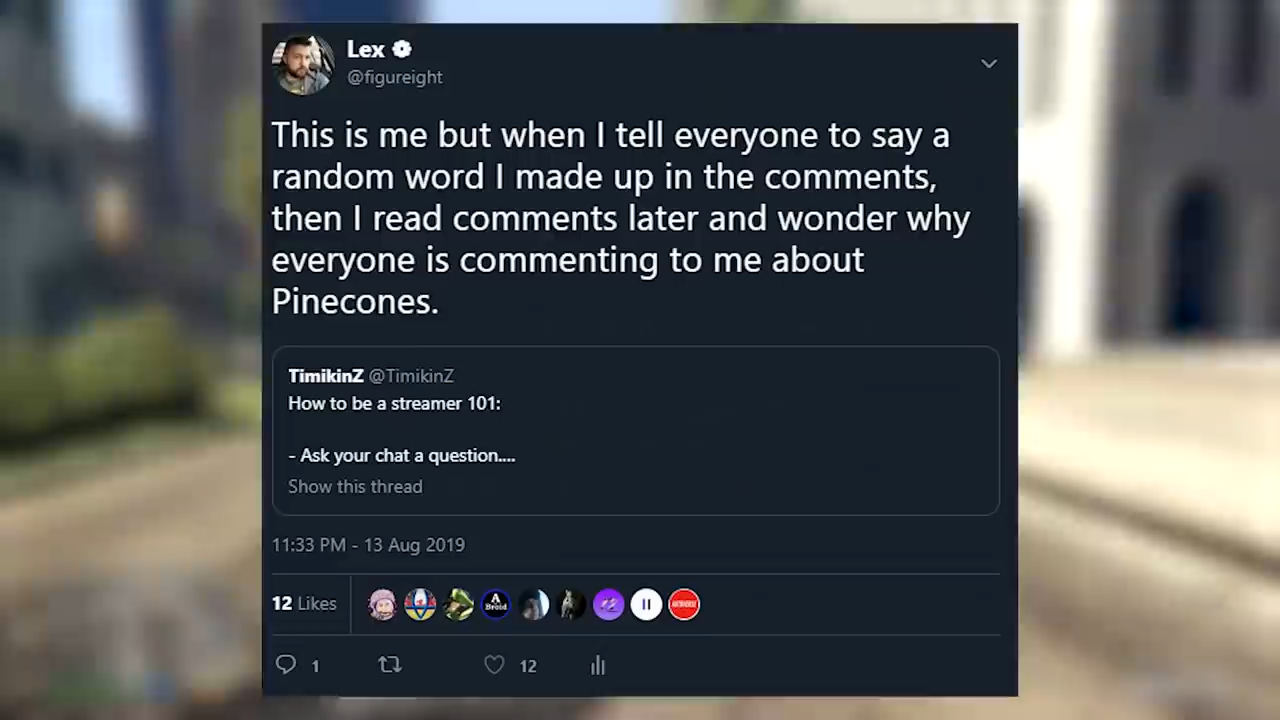 Lex
@figureight
This is me but when I tell everyone to say a
random word I made up in the comments,
then I read comments later and wonder why
everyone is commenting to me about
Pinecones.
TimikinZ @TimikinZ
How to be a streamer 101:
- Ask your chat a question....
Show this thread
11:33 PM - 13 Aug 2019
12 Likes
A
Broid
1
12